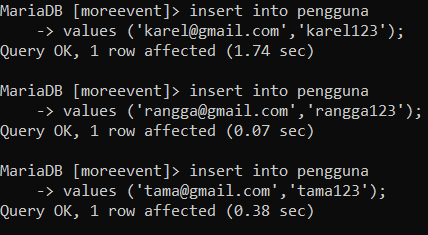 MariaDB [moreevent]> insert into pengguna
    -> values ('karel@gmail.com','karel123');
Query OK, 1 row affected (1.74 sec)
MariaDB [moreevent]> insert into pengguna
    -> values ('rangga@gmail.com','rangga123');
Query OK, 1 row affected (0.07 sec)
MariaDB [moreevent]> insert into pengguna
    -> values ('tama@gmail.com','tama123');
Query OK, 1 row affected (0.38 sec)